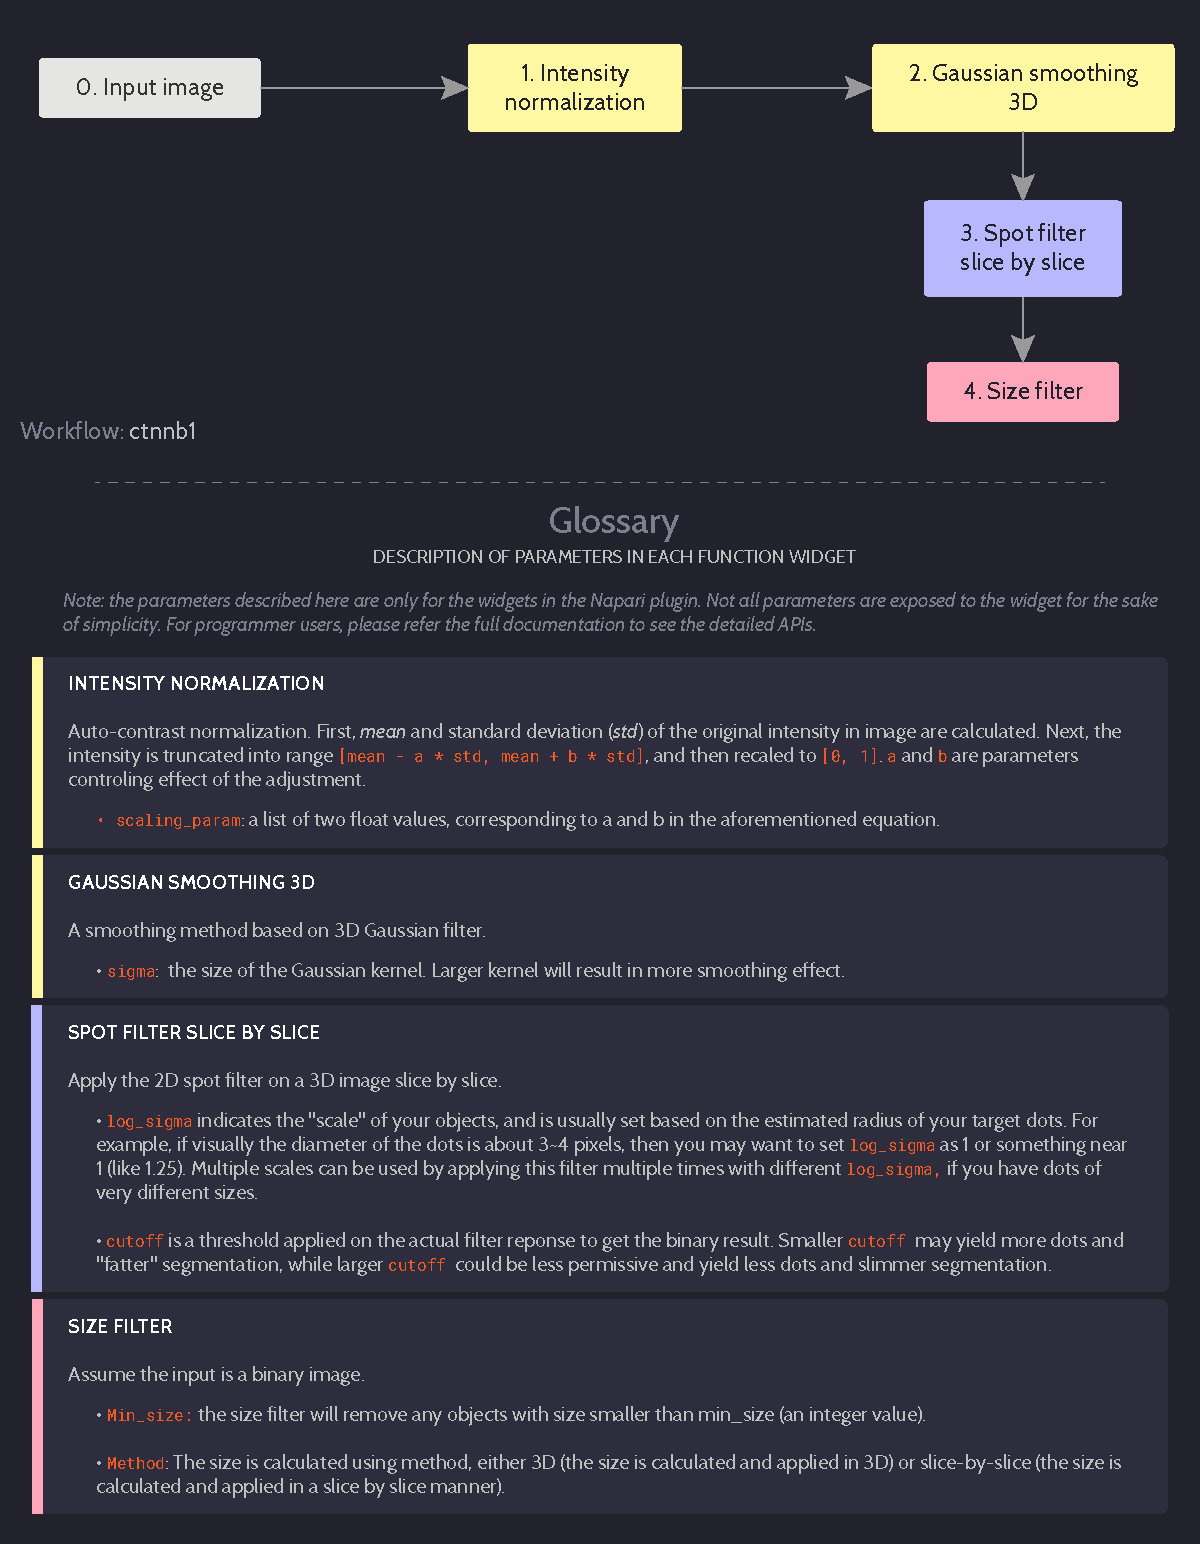 0. Input image
1. Intensity
normalization
2. Gaussian smoothing
3D
3. Spot filter
slice by slice
4. Size filter
Workflow: ctnnb1
Glossary
DESCRIPTION OF PARAMETERS IN EACH FUNCTION WIDGET
Note: the parameters described here are only for the widgets in the Napari plugin. Not all parameters are exposed to the widget for the sake
of simplicity. For programmer users, please refer the full documentation to see the detailed APIs.
INTENSITY NORMALIZATION
Auto-contrast normalization. First, mean and standard deviation (std) of the original intensity in image are calculated. Next, the
intensity is truncated into range [mean - a * std, mean + b * std], and then recaled to [0, 1]. a and b are parameters
controling effect of the adjustment.
• scaling_param: a list of two float values, corresponding to a and b in the aforementioned equation.
GAUSSIAN SMOOTHING 3D
A smoothing method based on 3D Gaussian filter.
• sigma: the size of the Gaussian kernel. Larger kernel will result in more smoothing effect.
SPOT FILTER SLICE BY SLICE
Apply the 2D spot filter on a 3D image slice by slice.
• log_sigma indicates the "scale" of your objects, and is usually set based on the estimated radius of your target dots. For
example, if visually the diameter of the dots is about 3~4 pixels, then you may want to set log_sigma as 1 or something near
1 (like 1.25). Multiple scales can be used by applying this filter multiple times with different log_sigma, if you have dots of
very different sizes.
• cutoff is a threshold applied on the actual filter reponse to get the binary result. Smaller cutoff may yield more dots and
"fatter" segmentation, while larger cutoff could be less permissive and yield less dots and slimmer segmentation.
SIZE FILTER
Assume the input is a binary image.
• Min_size: the size filter will remove any objects with size smaller than min_size (an integer value).
• Method: The size is calculated using method, either 3D (the size is calculated and applied in 3D) or slice-by-slice (the size is
calculated and applied in a slice by slice manner).